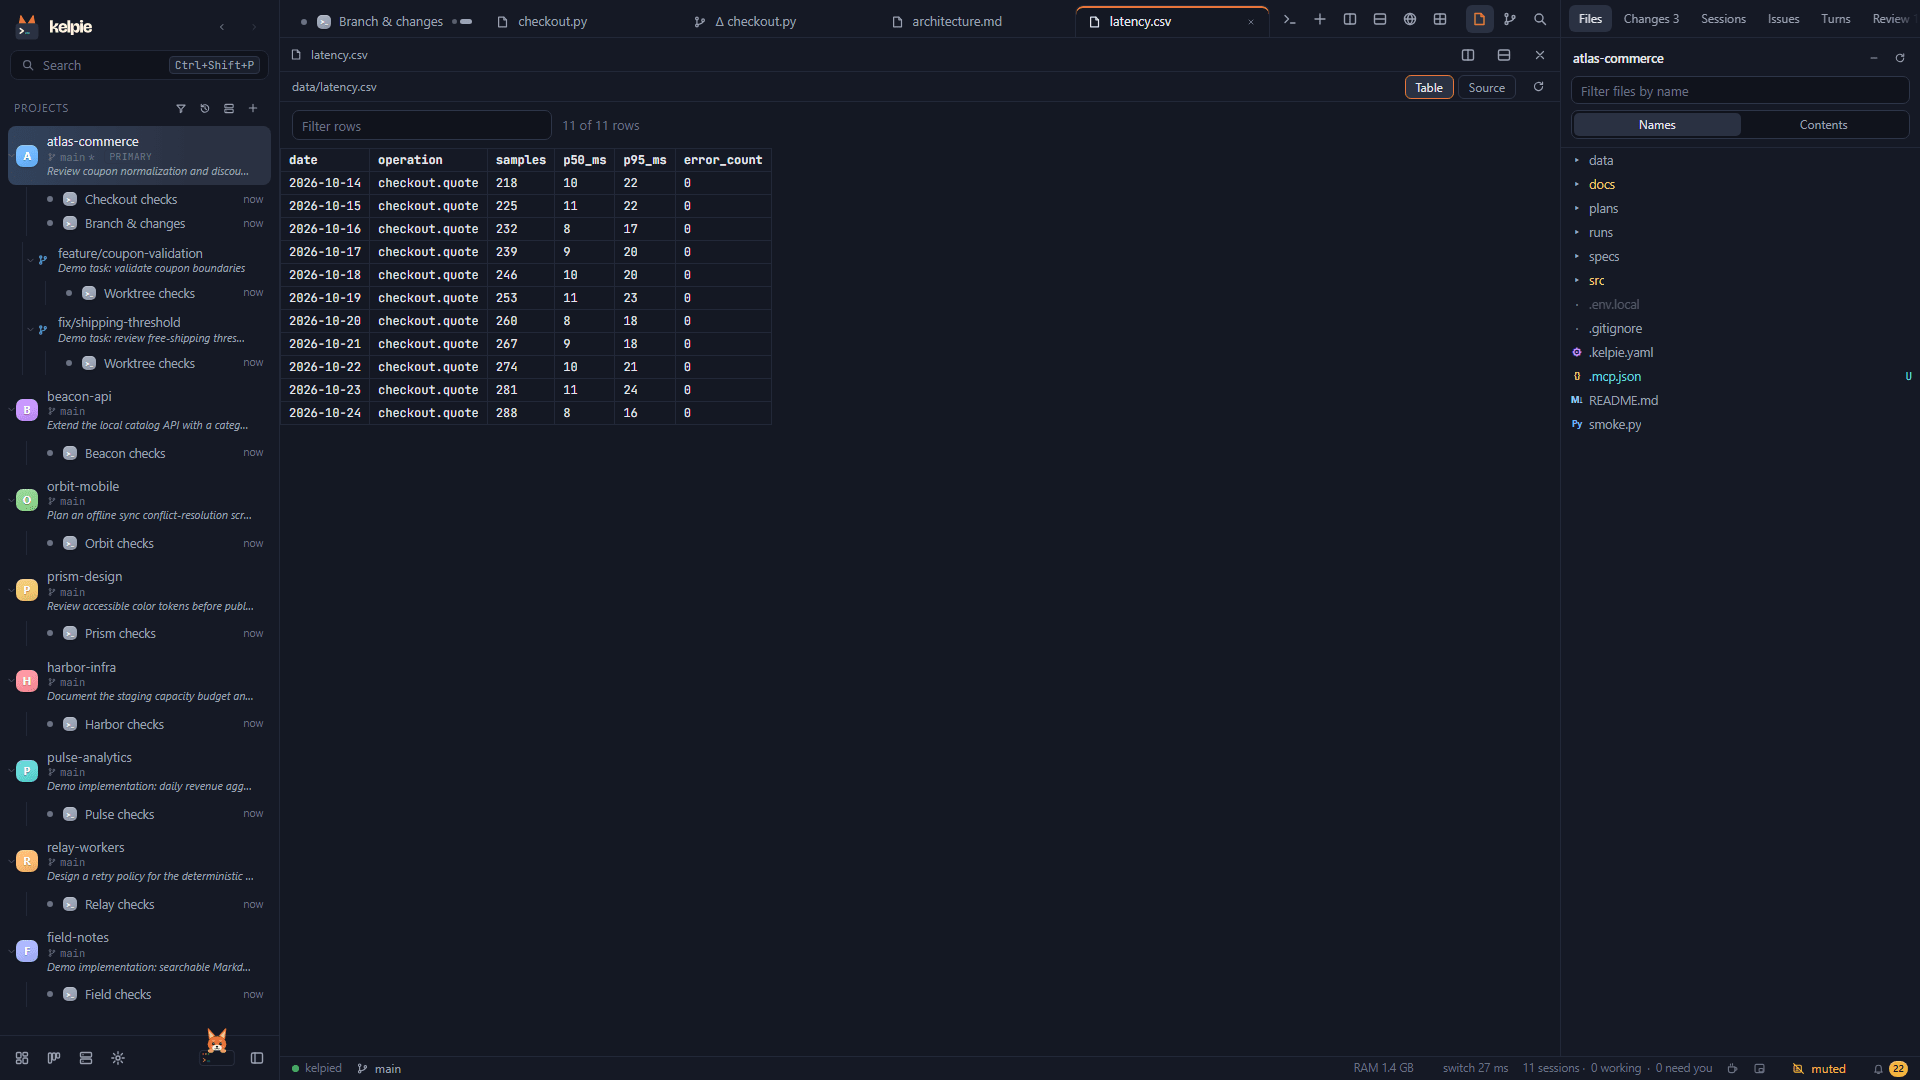 kelpie
Search Ctrl+Shift+P
PROJECTS
A atlas-commerce
main* PRIMARY
Review coupon normalization and discou...
Checkout checks now
Branch & changes now
feature/coupon-validation
Demo task: validate coupon boundaries
Worktree checks now
fix/shipping-threshold
Demo task: review free-shipping thres...
Worktree checks now
B beacon-api
main
Extend the local catalog API with a categ...
Beacon checks now
O orbit-mobile
main
Plan an offline sync conflict-resolution scr...
Orbit checks now
P prism-design
main
Review accessible color tokens before publ...
Prism checks now
H harbor-infra
main
Document the staging capacity budget an...
Harbor checks now
P pulse-analytics
main
Demo implementation: daily revenue agg...
Pulse checks now
R relay-workers
main
Design a retry policy for the deterministic ...
Relay checks now
F field-notes
main
Demo implementation: searchable Markd...
Field checks now
Branch & changes checkout.py Δ checkout.py architecture.md latency.csv ×
latency.csv
data/latency.csv Table Source
Filter rows 11 of 11 rows
date operation samples p50_ms p95_ms error_count
2026-10-14 checkout.quote 218 10 22 0
2026-10-15 checkout.quote 225 11 22 0
2026-10-16 checkout.quote 232 8 17 0
2026-10-17 checkout.quote 239 9 20 0
2026-10-18 checkout.quote 246 10 20 0
2026-10-19 checkout.quote 253 11 23 0
2026-10-20 checkout.quote 260 8 18 0
2026-10-21 checkout.quote 267 9 18 0
2026-10-22 checkout.quote 274 10 21 0
2026-10-23 checkout.quote 281 11 24 0
2026-10-24 checkout.quote 288 8 16 0
Files Changes 3 Sessions Issues Turns Review
atlas-commerce
Filter files by name
Names Contents
data
docs
plans
runs
specs
src
.env.local
.gitignore
.kelpie.yaml
{} .mcp.json U
M↓ README.md
Py smoke.py
kelpied main RAM 1.4 GB switch 27 ms 11 sessions · 0 working · 0 need you muted 22